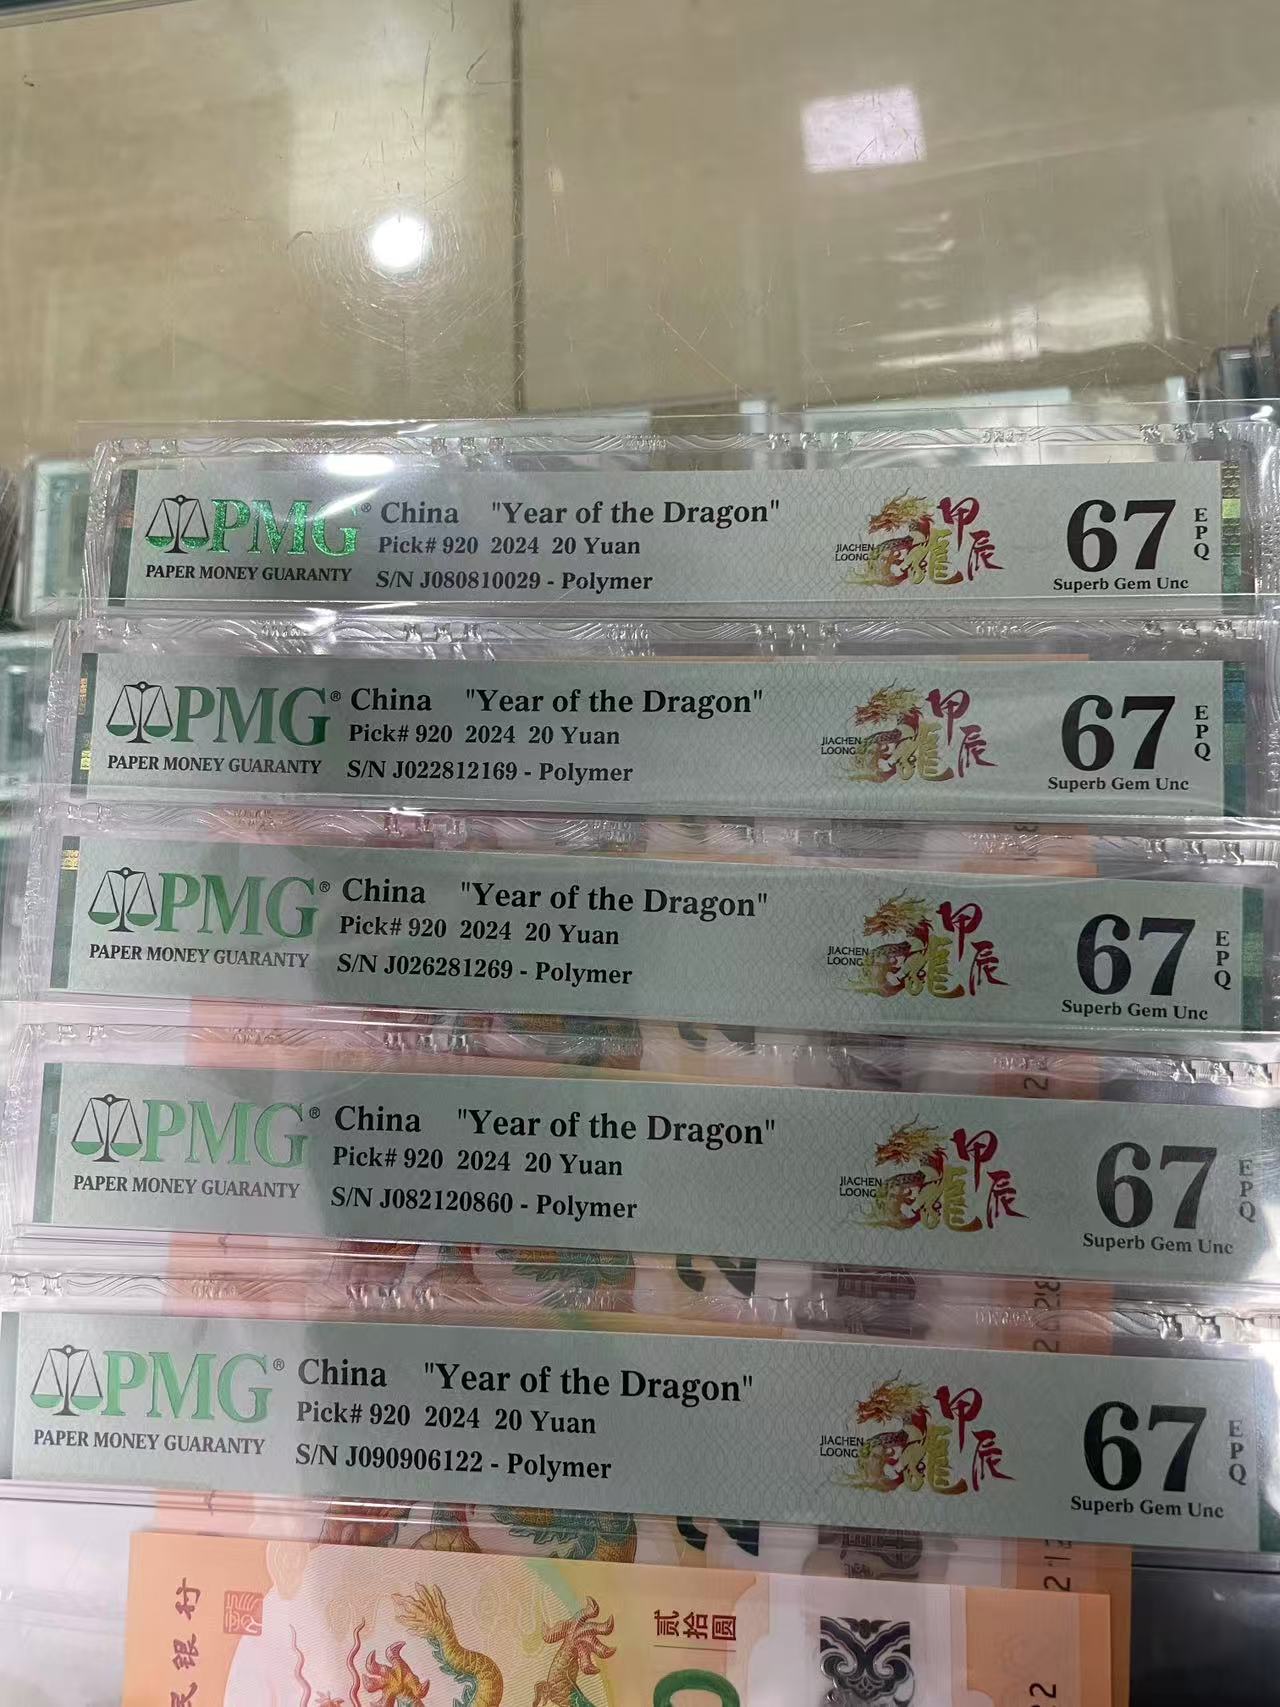 PMG® China "Year of the Dragon"
Pick# 920 2024 20 Yuan
PAPER MONEY GUARANTY S/N J080810029 - Polymer
JIACHEN LOONG 甲辰 龍
67 EPQ
Superb Gem Unc
PMG® China "Year of the Dragon"
Pick# 920 2024 20 Yuan
PAPER MONEY GUARANTY S/N J022812169 - Polymer
JIACHEN LOONG 甲辰 龍
67 EPQ
Superb Gem Unc
PMG® China "Year of the Dragon"
Pick# 920 2024 20 Yuan
PAPER MONEY GUARANTY S/N J026281269 - Polymer
JIACHEN LOONG 甲辰 龍
67 EPQ
Superb Gem Unc
PMG® China "Year of the Dragon"
Pick# 920 2024 20 Yuan
PAPER MONEY GUARANTY S/N J082120860 - Polymer
JIACHEN LOONG 甲辰 龍
67 EPQ
Superb Gem Unc
PMG® China "Year of the Dragon"
Pick# 920 2024 20 Yuan
PAPER MONEY GUARANTY S/N J090906122 - Polymer
JIACHEN LOONG 甲辰 龍
67 EPQ
Superb Gem Unc
民银行
贰拾圆